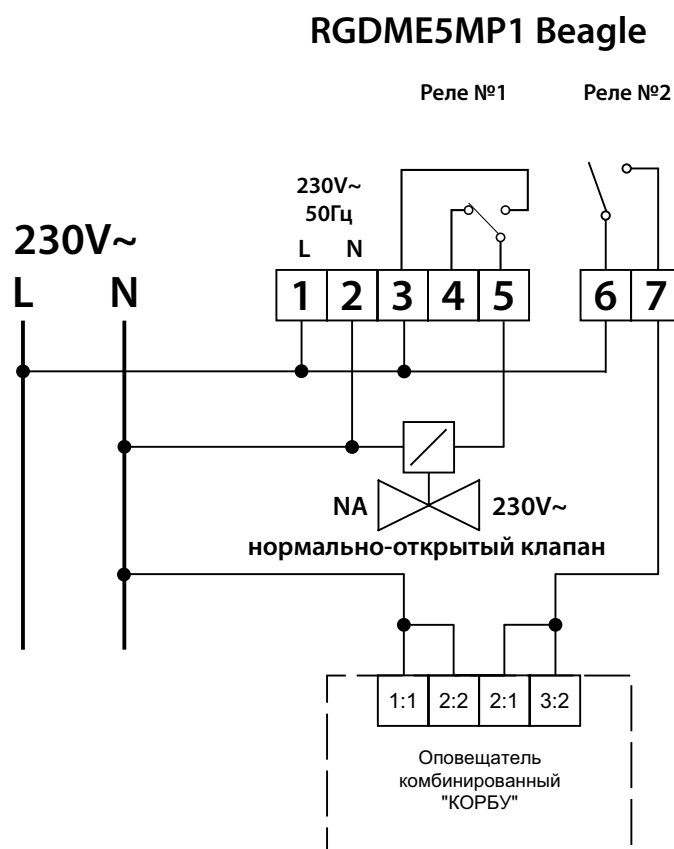 RGDME5MP1 Beagle
Реле №1 Реле №2
230V~
50Гц
L N
230V~
L N
1 2 3 4 5 6 7
NA 230V~
нормально-открытый клапан
1:1 2:2 2:1 3:2
Оповещатель
комбинированный
"КОРБУ"